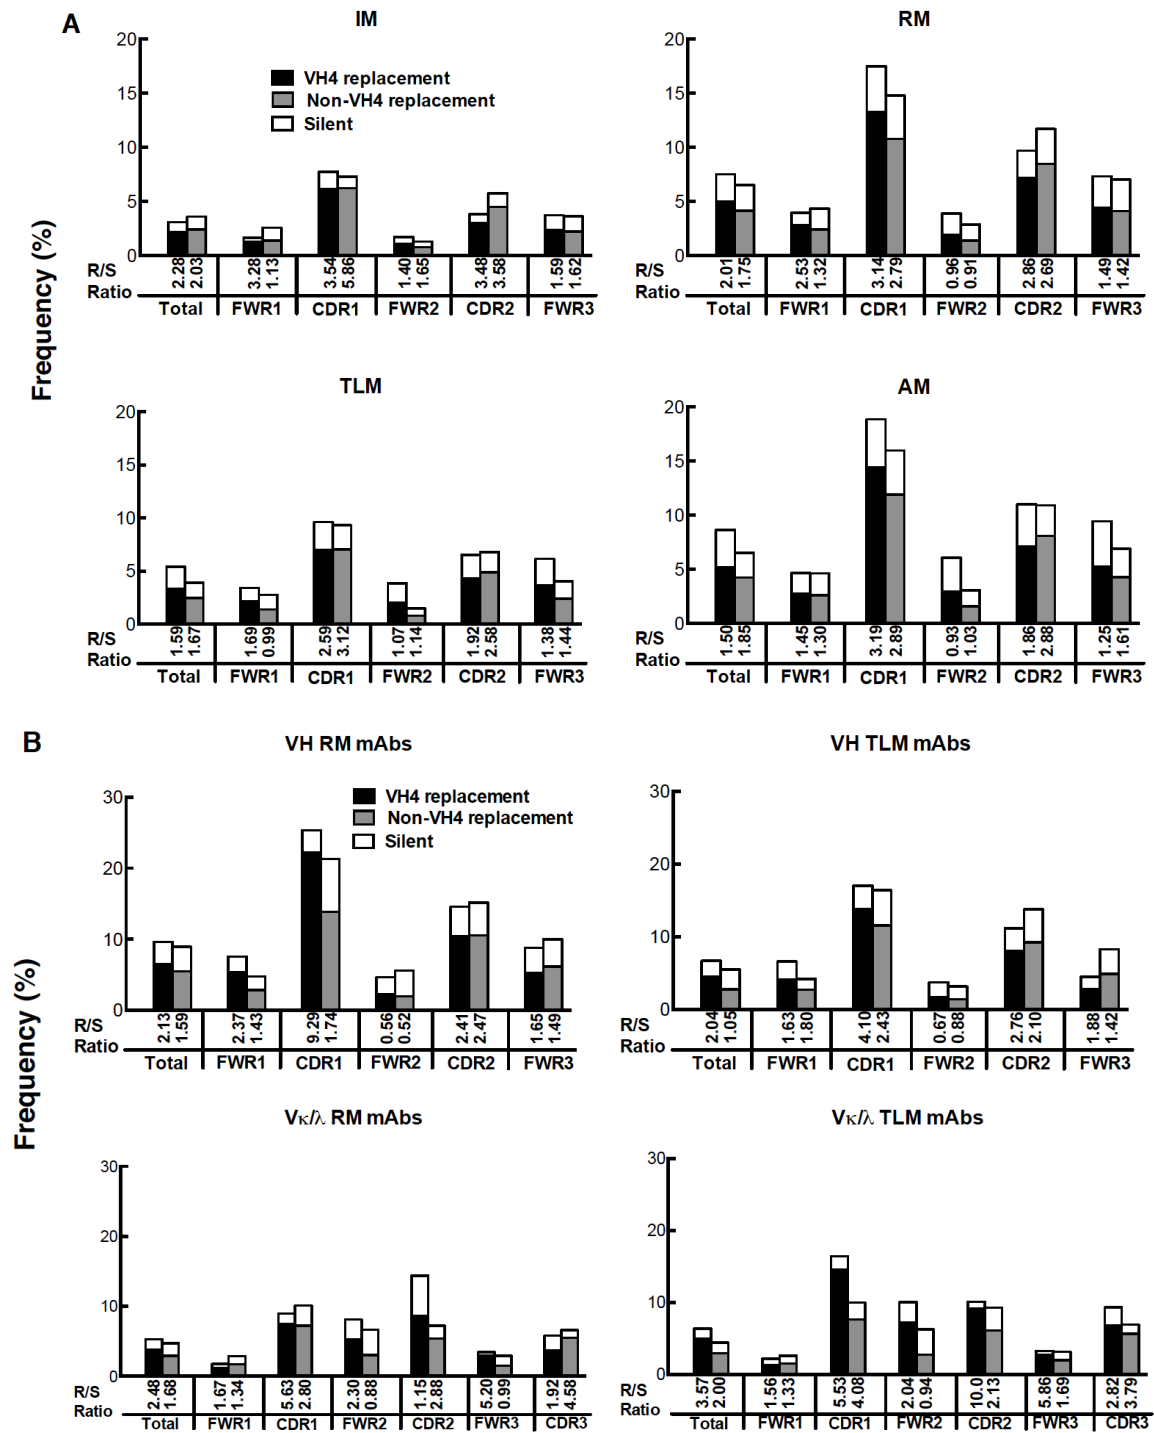 A
IM
RM
20
15
10
5
0
VH4 replacement
Non-VH4 replacement
Silent
20
15
10
5
0
Frequency (%)
R/S Ratio
2.28 2.03 3.28 1.13 3.54 5.86 1.40 1.65 3.48 3.58 1.59 1.62
Total FWR1 CDR1 FWR2 CDR2 FWR3
R/S Ratio
2.01 1.75 2.53 1.32 3.14 2.79 0.96 0.91 2.86 2.69 1.49 1.42
Total FWR1 CDR1 FWR2 CDR2 FWR3
TLM
AM
20
15
10
5
0
20
15
10
5
0
R/S Ratio
1.59 1.67 1.69 0.99 2.59 3.12 1.07 1.14 1.92 2.58 1.38 1.44
Total FWR1 CDR1 FWR2 CDR2 FWR3
R/S Ratio
1.50 1.85 1.45 1.30 3.19 2.89 0.93 1.03 1.86 2.88 1.25 1.61
Total FWR1 CDR1 FWR2 CDR2 FWR3
B
VH RM mAbs
VH TLM mAbs
30
20
10
0
VH4 replacement
Non-VH4 replacement
Silent
30
20
10
0
Frequency (%)
R/S Ratio
2.13 1.59 2.37 1.43 9.29 1.74 0.56 0.52 2.41 2.47 1.65 1.49
Total FWR1 CDR1 FWR2 CDR2 FWR3
R/S Ratio
2.04 1.05 1.63 1.80 4.10 2.43 0.67 0.88 2.76 2.10 1.88 1.42
Total FWR1 CDR1 FWR2 CDR2 FWR3
Vκ/λ RM mAbs
Vκ/λ TLM mAbs
30
20
10
0
30
20
10
0
R/S Ratio
2.48 1.68 1.67 1.34 5.63 2.80 2.30 0.88 1.15 2.88 5.20 0.99 1.92 4.58
Total FWR1 CDR1 FWR2 CDR2 FWR3 CDR3
R/S Ratio
3.57 2.00 1.56 1.33 5.53 4.08 2.04 0.94 10.0 2.13 5.86 1.69 2.82 3.79
Total FWR1 CDR1 FWR2 CDR2 FWR3 CDR3